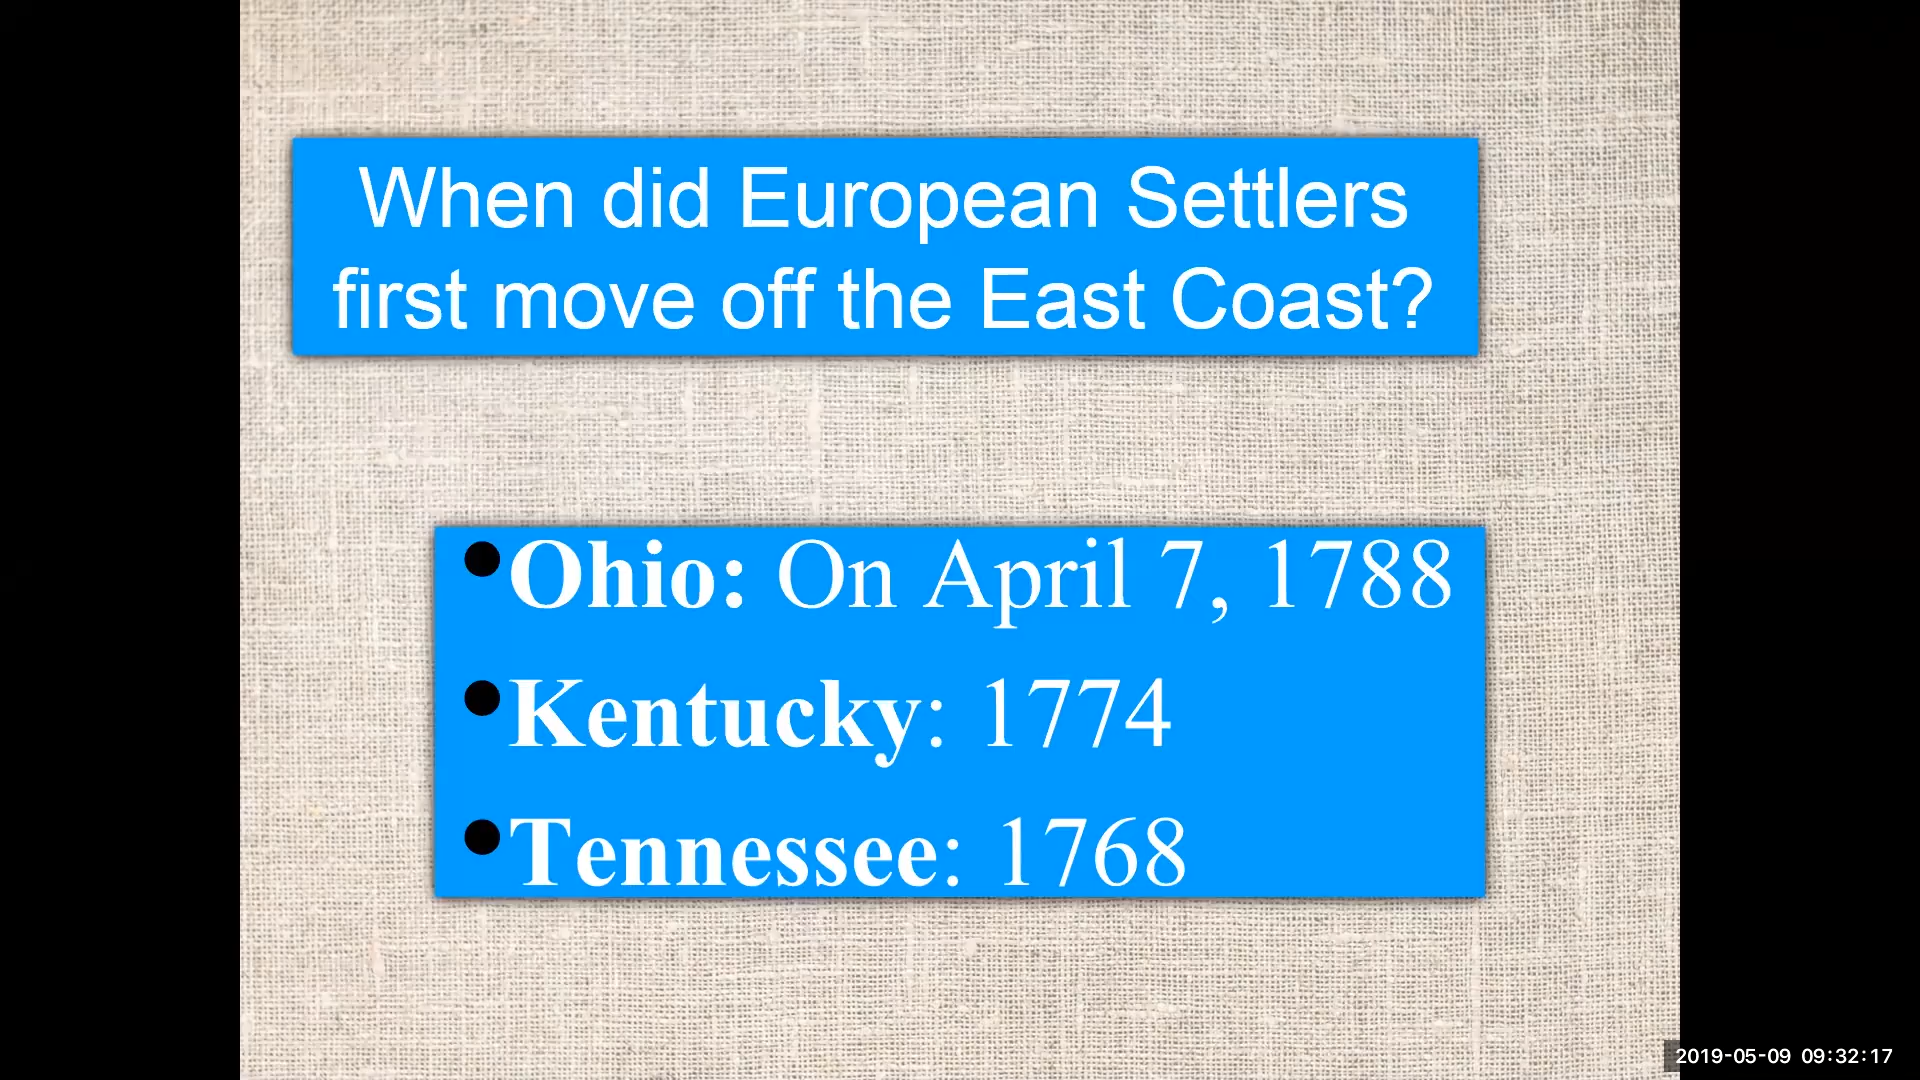 When did European Settlers
first move off the East Coast?
•Ohio: On April 7, 1788
•Kentucky: 1774
•Tennessee: 1768
2019-05-09 09:32:17